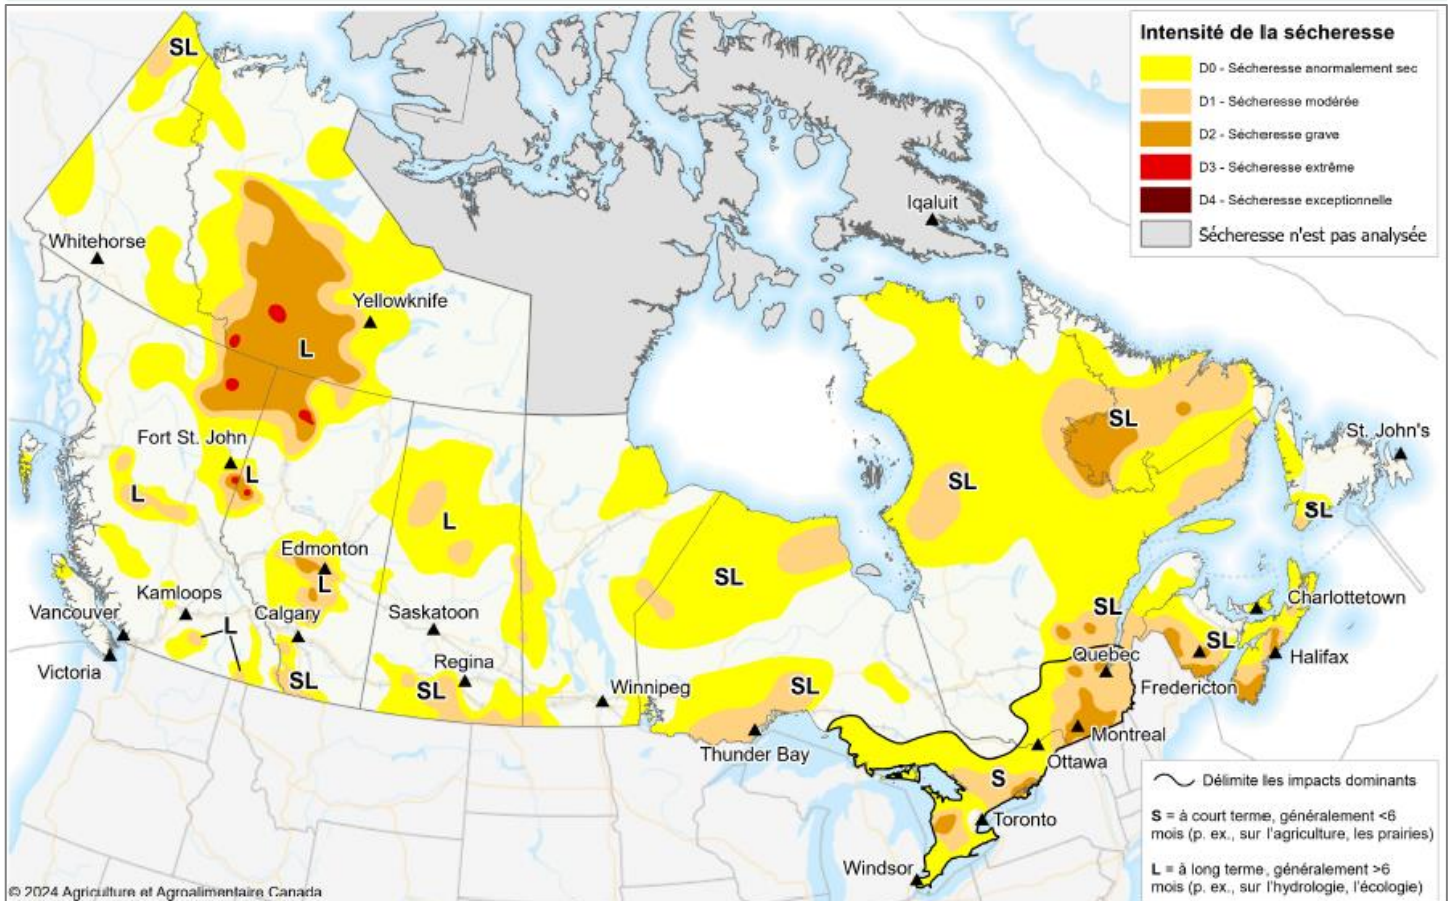 Intensité de la sécheresse
D0 - Sécheresse anormalement sec
D1 - Sécheresse modérée
D2 - Sécheresse grave
D3 - Sécheresse extrême
D4 - Sécheresse exceptionnelle
Sécheresse n'est pas analysée
SL
Iqaluit
Whitehorse
Yellowknife
L
Fort St. John
L
L
L
SL
SL
St. John's
SL
SL
Edmonton
L
Kamloops
Calgary
Saskatoon
SL
Charlottetown
Vancouver
L
Victoria
SL
SL
Regina
Winnipeg
SL
Quebec
SL
Halifax
Fredericton
Thunder Bay
Montreal
Ottawa
S
Toronto
Windsor
Délimite lles impacts dominants
S = à court terme, généralement <6
mois (p. ex., sur l'agriculture, les prairies)
L = à long terme, généralement >6
mois (p. ex., sur l'hydrologie, l'écologie)
© 2024 Agriculture et Agroalimentaire Canada